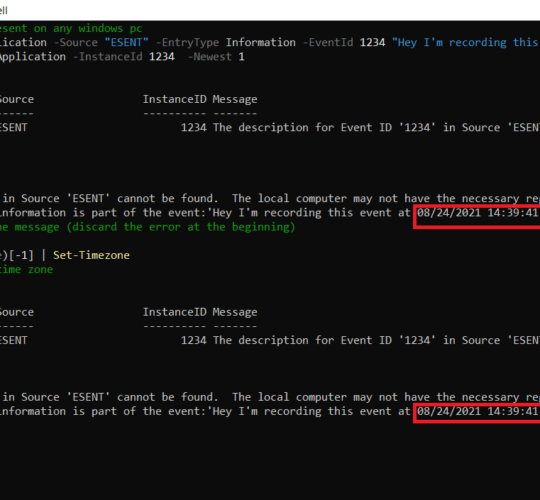 ell
esent on any windows pc
lication -Source "ESENT" -EntryType Information -EventId 1234 "Hey I'm recording this
Application -InstanceId 1234  -Newest 1
Source InstanceID Message
------ ---------- -------
ESENT 1234 The description for Event ID '1234' in Source 'ESENT
in Source 'ESENT' cannot be found.  The local computer may not have the necessary reg
information is part of the event:'Hey I'm recording this event at 08/24/2021 14:39:41
he message (discard the error at the beginning)
)[-1] | Set-Timezone
time zone
Source InstanceID Message
------ ---------- -------
ESENT 1234 The description for Event ID '1234' in Source 'ESENT
in Source 'ESENT' cannot be found.  The local computer may not have the necessary reg
information is part of the event:'Hey I'm recording this event at 08/24/2021 14:39:41